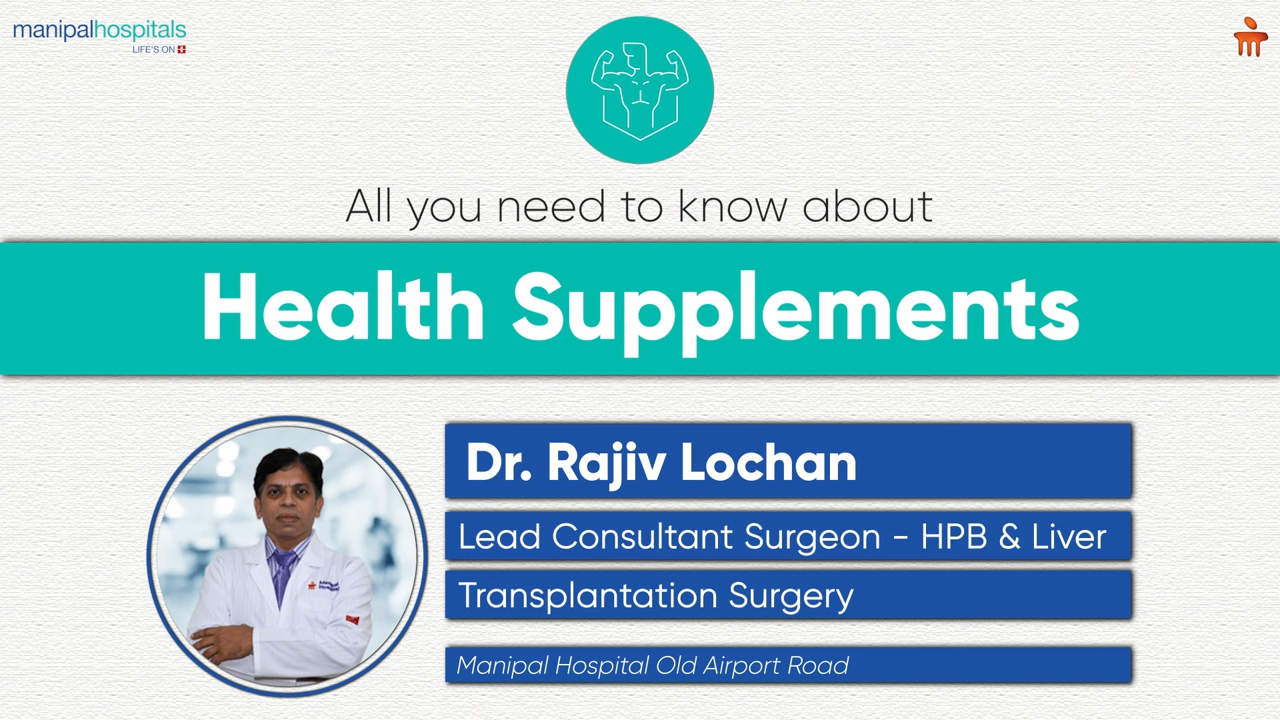 manipalhospitals
LIFE'S ON
All you need to know about
Health Supplements
Dr. Rajiv Lochan
Lead Consultant Surgeon - HPB & Liver
Transplantation Surgery
Manipal Hospital Old Airport Road